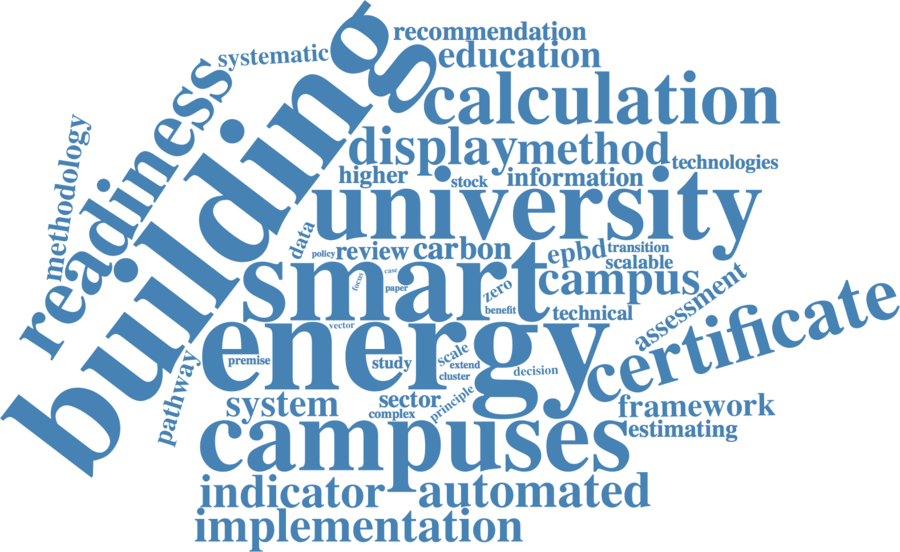 recommendation
systematic
education
building
calculation
readiness
methodology
display
method
technologies
higher
stock
information
university
data
policy
review
carbon
epbd
transition
scalable
smart
focus
case
paper
zero
benefit
campus
technical
assessment
certificate
energy
vector
premise
study
scale
extend
cluster
decision
principle
pathway
system
sector
complex
framework
estimating
campuses
indicator
automated
implementation